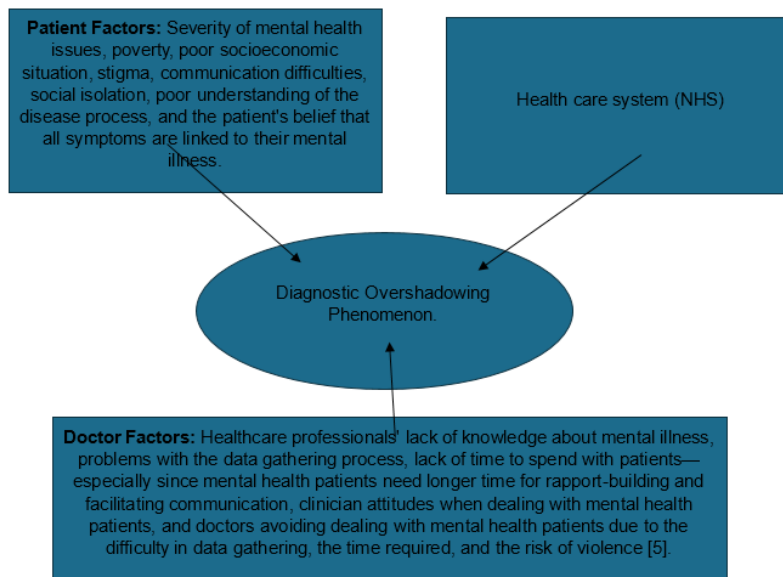 Patient Factors: Severity of mental health
issues, poverty, poor socioeconomic
situation, stigma, communication difficulties,
social isolation, poor understanding of the
disease process, and the patient's belief that
all symptoms are linked to their mental
illness.
Health care system (NHS)
Diagnostic Overshadowing
Phenomenon.
Doctor Factors: Healthcare professionals' lack of knowledge about mental illness,
problems with the data gathering process, lack of time to spend with patients—
especially since mental health patients need longer time for rapport-building and
facilitating communication, clinician attitudes when dealing with mental health
patients, and doctors avoiding dealing with mental health patients due to the
difficulty in data gathering, the time required, and the risk of violence [5].